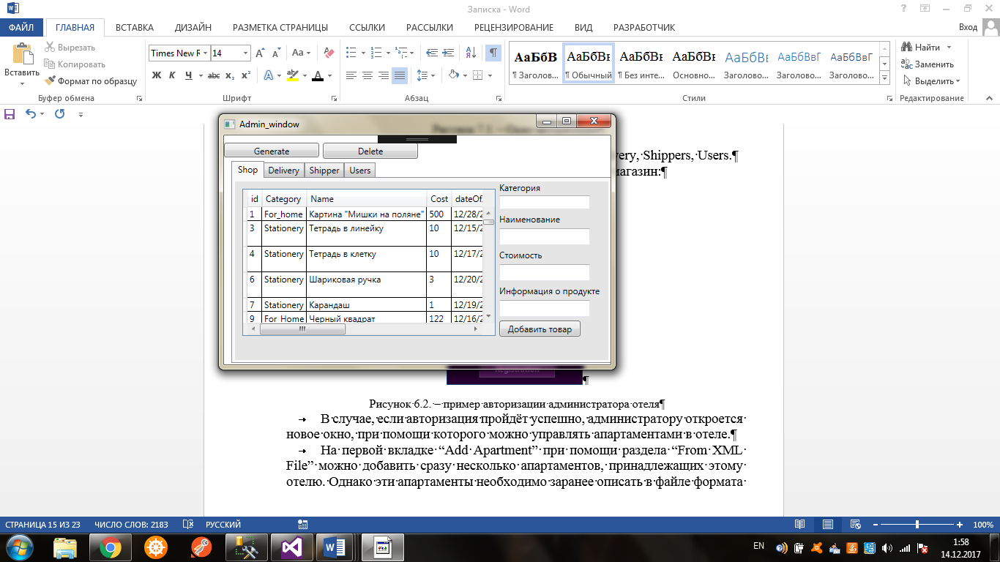 Записка - Word
ФАЙЛ ГЛАВНАЯ ВСТАВКА ДИЗАЙН РАЗМЕТКА СТРАНИЦЫ ССЫЛКИ РАССЫЛКИ РЕЦЕНЗИРОВАНИЕ ВИД РАЗРАБОТЧИК Вход
Вставить
Вырезать
Копировать
Формат по образцу
Буфер обмена
Times New R 14
Шрифт
Абзац
АаБбВ АаБбВв АаБбВв АаБбВв АаБбВв АаБбВвГ АаБбВвГ
¶ Заголов... ¶ Обычный ¶ Без инте... Основно... Заголово... Заголово... Заголово...
Стили
Найти
Заменить
Выделить
Редактирование
Admin_window
Generate Delete
Shop Delivery Shipper Users
id Category Name Cost dateOf
1 For_home Картина "Мишки на поляне" 500 12/28/2
3 Stationery Тетрадь в линейку 10 12/15/2
4 Stationery Тетрадь в клетку 10 12/17/2
6 Stationery Шариковая ручка 3 12/20/2
7 Stationery Карандаш 1 12/19/2
9 For_Home Черный квадрат 122 12/16/2
Категория
Наименование
Стоимость
Информация о продукте
Добавить товар
very, Shippers, Users.¶
магазин:¶
Registration
¶
Рисунок 6.2. – пример авторизации администратора отеля¶
В случае, если авторизация пройдёт успешно, администратору откроется
новое окно, при помощи которого можно управлять апартаментами в отеле.¶
На первой вкладке “Add Apartment” при помощи раздела “From XML
File” можно добавить сразу несколько апартаментов, принадлежащих этому
отелю. Однако эти апартаменты необходимо заранее описать в файле формата
СТРАНИЦА 15 ИЗ 23 ЧИСЛО СЛОВ: 2183 РУССКИЙ 100%
EN
1:58
14.12.2017